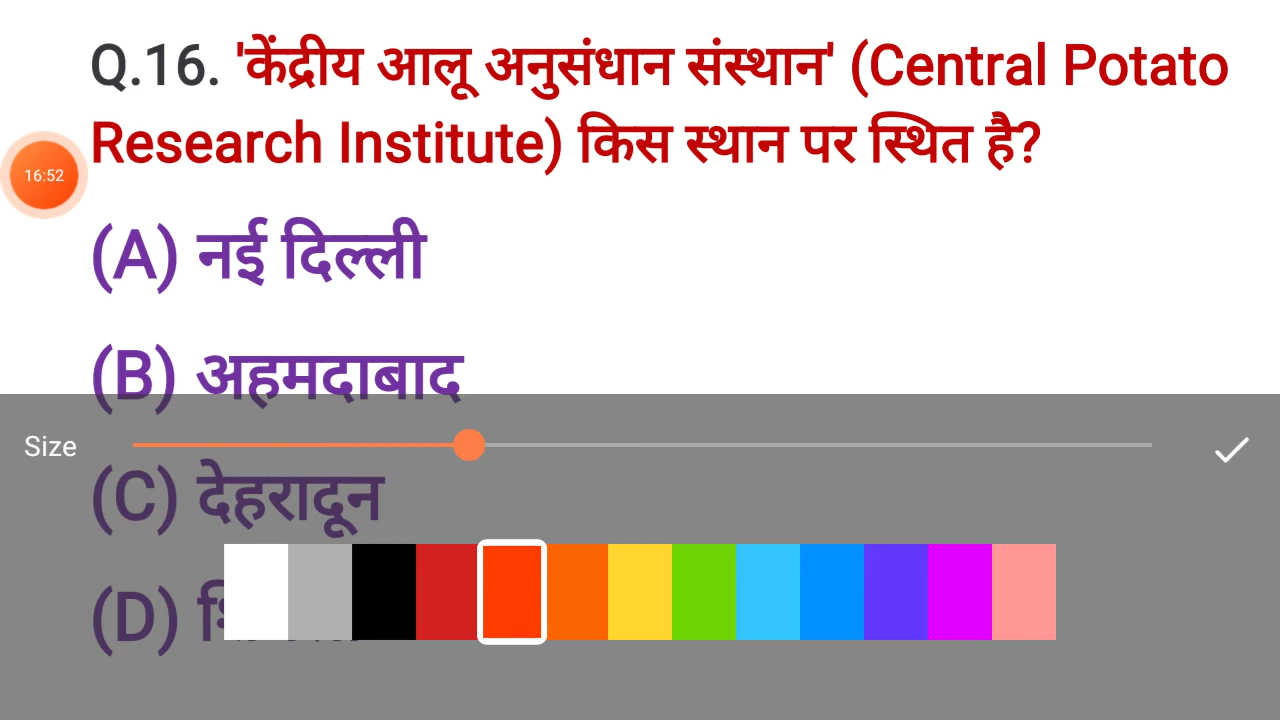 Q.16. 'केंद्रीय आलू अनुसंधान संस्थान' (Central Potato
Research Institute) किस स्थान पर स्थित है?
16:52
(A) नई दिल्ली
(B) अहमदाबाद
Size
(C) देहरादून
(D)